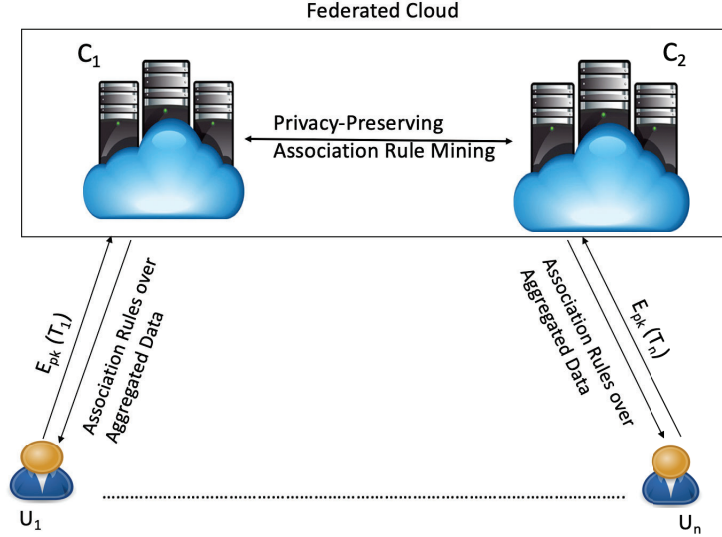 Federated Cloud
C₁
C₂
Privacy-Preserving
Association Rule Mining
Eₚₖ (T₁)
Association Rules over
Aggregated Data
Association Rules over
Aggregated Data
Eₚₖ (Tₙ)
U₁
Uₙ